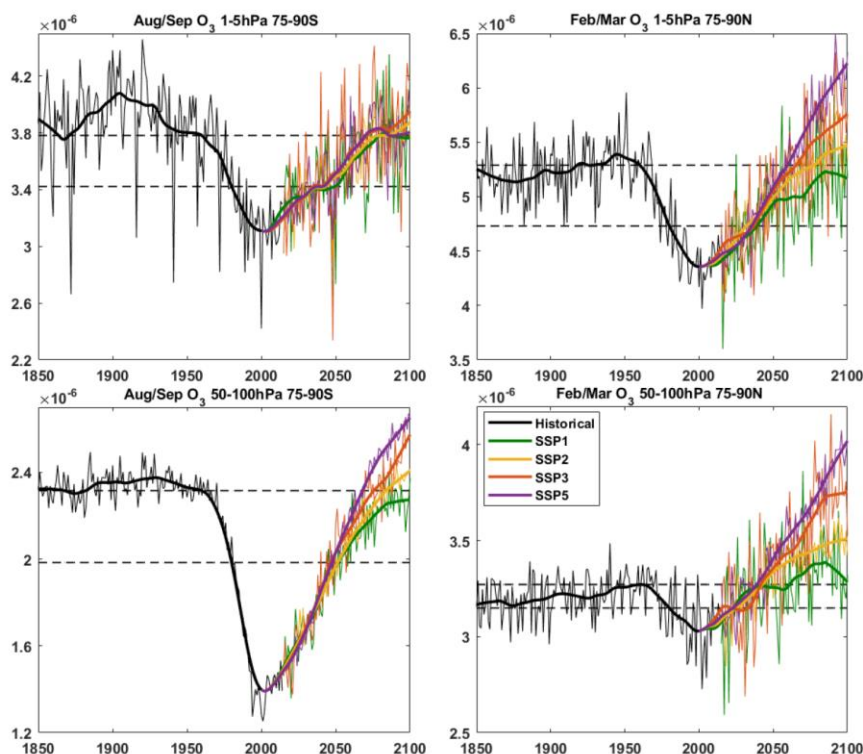 Aug/Sep O3 1-5hPa 75-90S
×10-6
4.2
3.8
3.4
3
2.6
2.2
1850 1900 1950 2000 2050 2100
Feb/Mar O3 1-5hPa 75-90N
×10-6
6.5
6
5.5
5
4.5
4
3.5
1850 1900 1950 2000 2050 2100
Aug/Sep O3 50-100hPa 75-90S
×10-6
2.4
2
1.6
1.2
1850 1900 1950 2000 2050 2100
Feb/Mar O3 50-100hPa 75-90N
×10-6
4
3.5
3
2.5
Historical
SSP1
SSP2
SSP3
SSP5
1850 1900 1950 2000 2050 2100